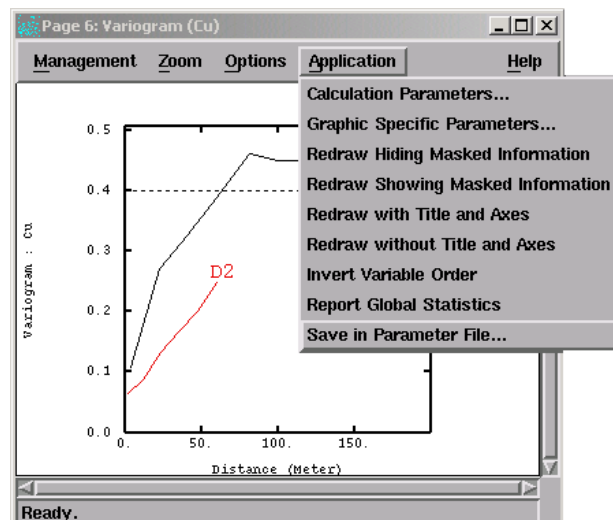 Page 6: Variogram (Cu)
Management Zoom Options Application Help
Calculation Parameters...
Graphic Specific Parameters...
Redraw Hiding Masked Information
Redraw Showing Masked Information
Redraw with Title and Axes
Redraw without Title and Axes
Invert Variable Order
Report Global Statistics
Save in Parameter File...
Variogram : Cu
0.5
0.4
0.3
0.2
0.1
0.0
D2
0. 50. 100. 150.
Distance (Meter)
Ready.